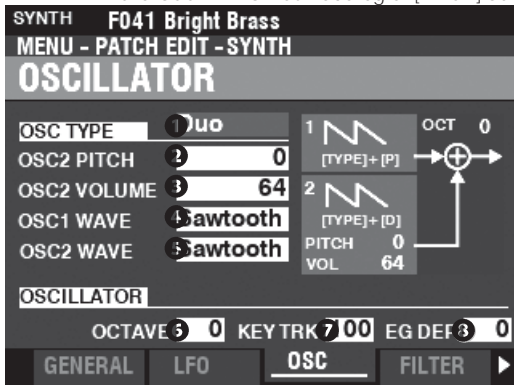 SYNTH F041 Bright Brass
MENU - PATCH EDIT - SYNTH
OSCILLATOR
OSC TYPE 1 Duo
OSC2 PITCH 2 0
OSC2 VOLUME 3 64
OSC1 WAVE 4 Sawtooth
OSC2 WAVE 5 Sawtooth
1
[TYPE]+[P]
OCT 0
2
[TYPE]+[D]
PITCH 0
VOL 64
OSCILLATOR
OCTAVE 6 0 KEY TRK 7 100 EG DEP 8 0
GENERAL LFO OSC FILTER